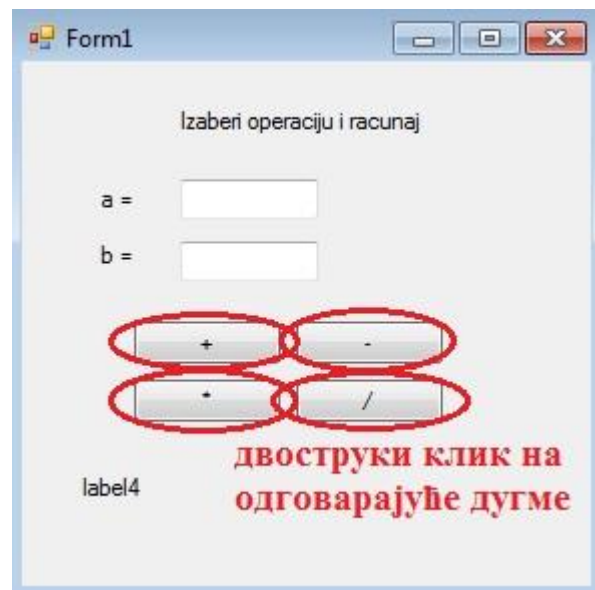 Form1
Izaberi operaciju i racunaj
a =
b =
+ -
* /
двоструки клик на
label4
одговарајуће дугме